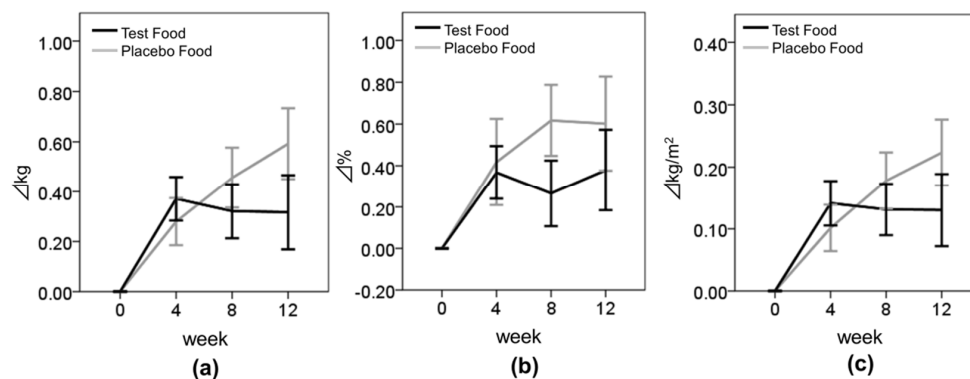 Test Food
Placebo Food
1.00
0.80
0.60
0.40
0.20
0.00
⊿kg
0 4 8 12
week
(a)
Test Food
Placebo Food
1.00
0.80
0.60
0.40
0.20
0.00
-0.20
⊿%
0 4 8 12
week
(b)
Test Food
Placebo Food
0.40
0.30
0.20
0.10
0.00
⊿kg/m²
0 4 8 12
week
(c)